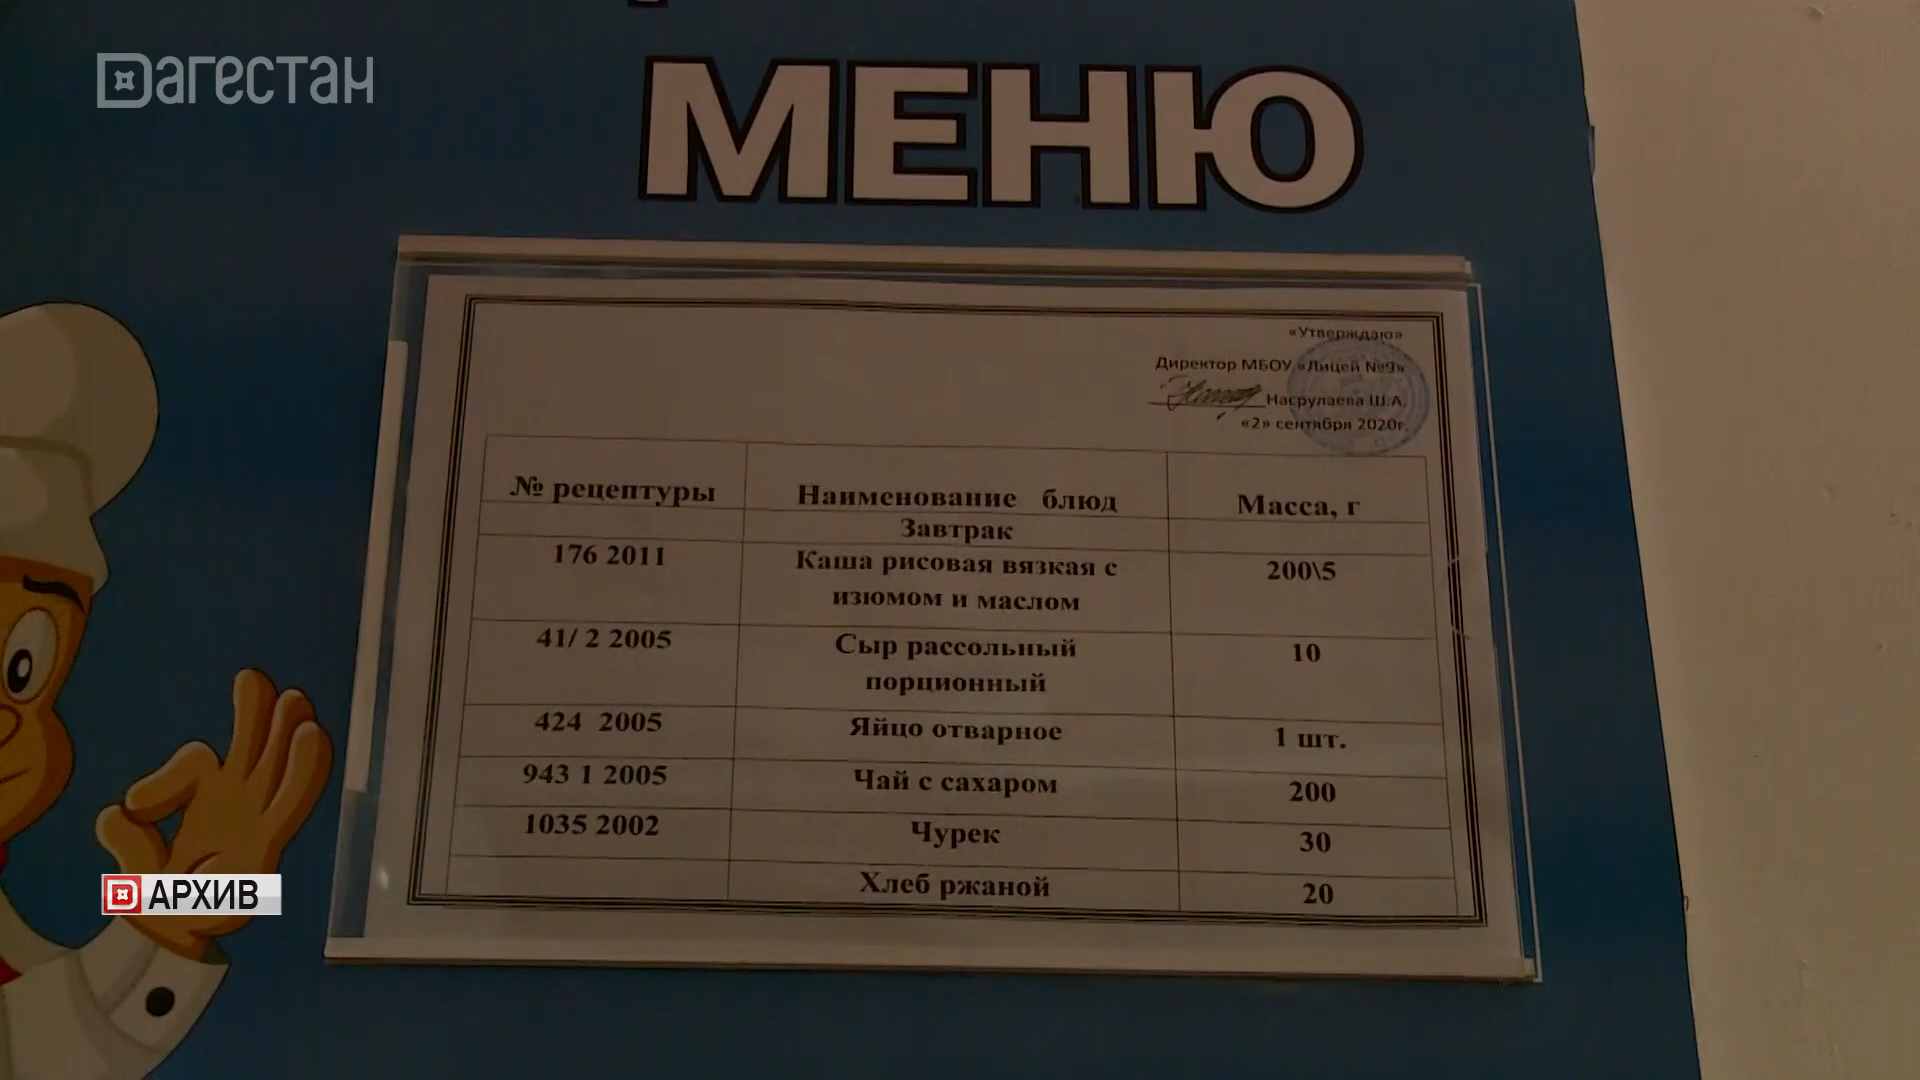 Дагестан
МЕНЮ
«Утверждаю»
Директор МБОУ «Лицей №9»
Насрулаева Ш.А.
«2» сентября 2020г.
№ рецептуры Наименование блюд Масса, г
Завтрак
176 2011 Каша рисовая вязкая с 200\5
изюмом и маслом
41/ 2 2005 Сыр рассольный 10
порционный
424 2005 Яйцо отварное 1 шт.
943 1 2005 Чай с сахаром 200
1035 2002 Чурек 30
Хлеб ржаной 20
АРХИВ